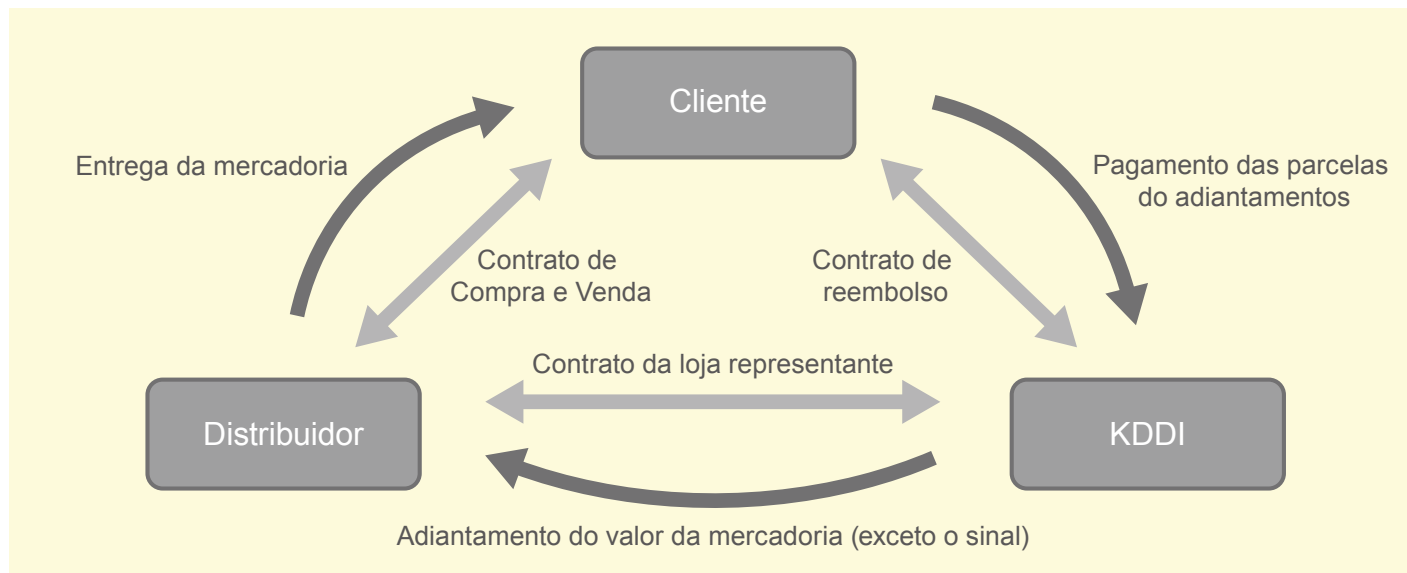 Cliente
Entrega da mercadoria
Pagamento das parcelas
do adiantamentos
Contrato de
Compra e Venda
Contrato de
reembolso
Contrato da loja representante
Distribuidor
KDDI
Adiantamento do valor da mercadoria (exceto o sinal)